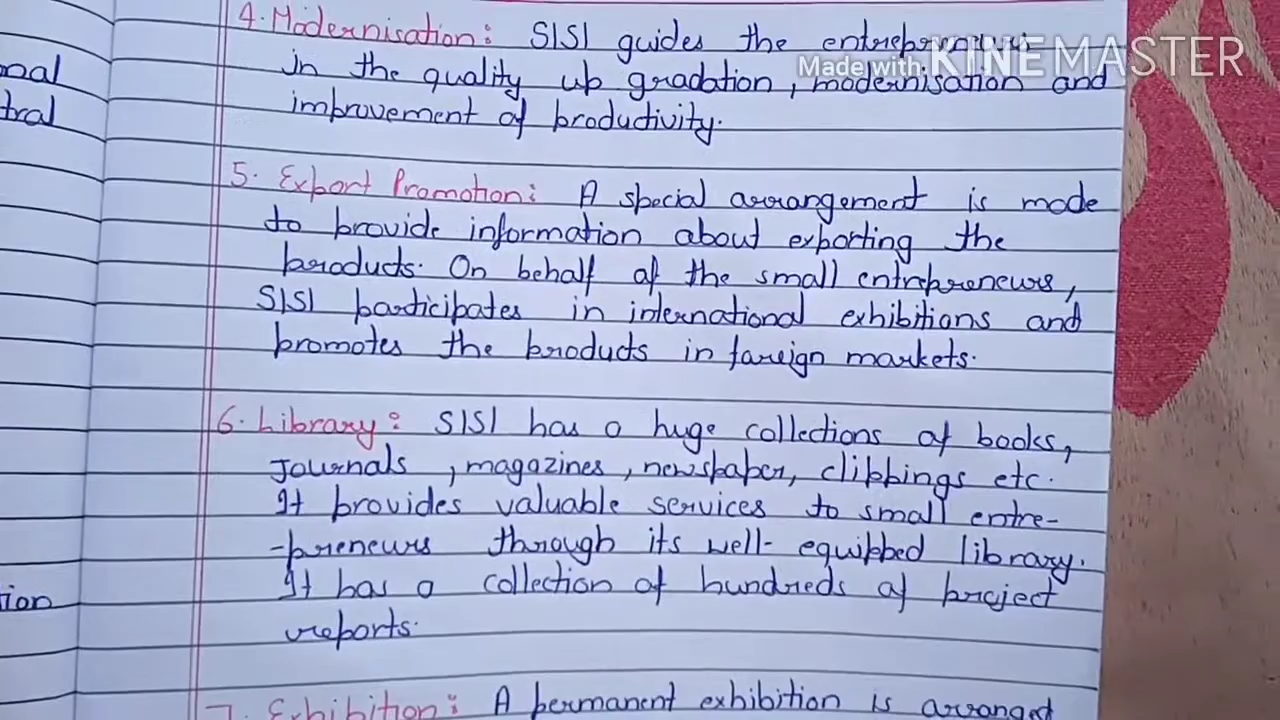 4. Modernisation: SISI guides the entrepreneurs
in the quality up gradation, modernisation and
improvement of productivity.
Made with KINEMASTER
5. Export Promotion: A special arrangement is made
to provide information about exporting the
products. On behalf of the small entrepreneurs,
SISI participates in international exhibitions and
promotes the products in foreign markets.
6. Library: SISI has a huge collections of books,
Journals, magazines, newspaper, clippings etc.
It provides valuable services to small entre-
-preneurs through its well-equipped library.
It has a collection of hundreds of project
reports.
7. Exhibition: A permanent exhibition is arranged
onal
tral
tion